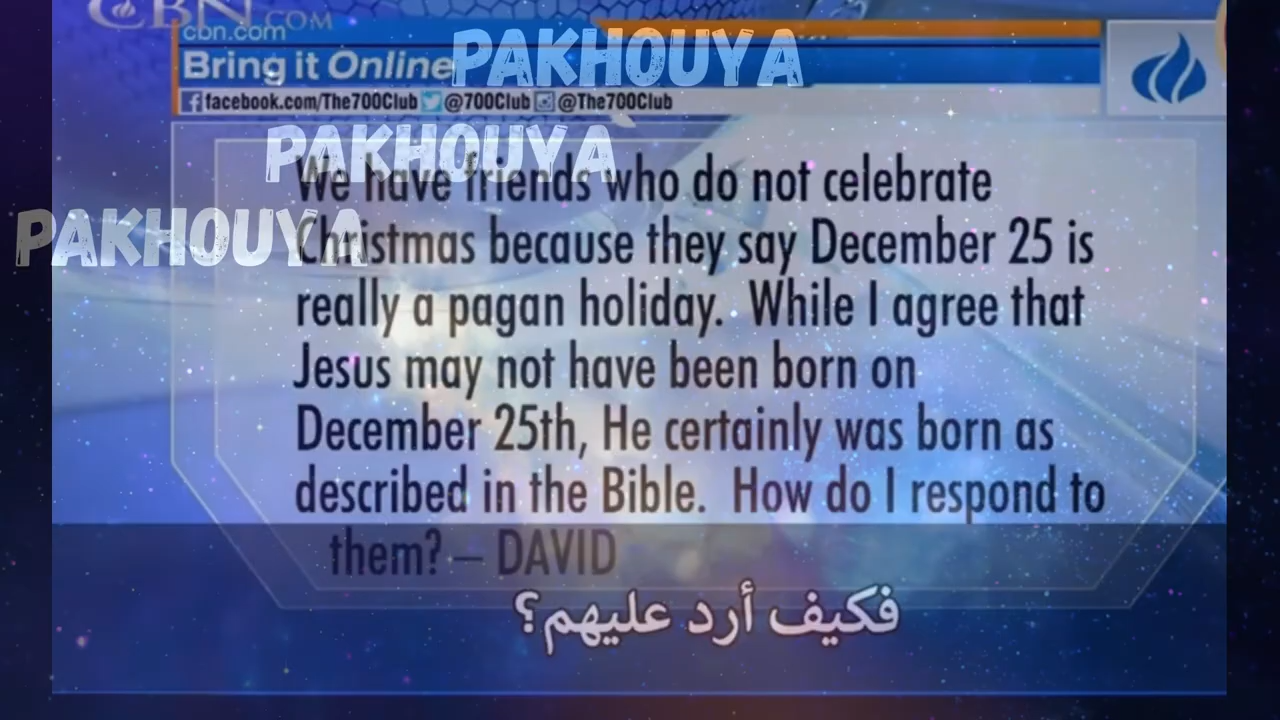 CBN.COM
cbn.com
Bring it Online
PAKHOUYA
facebook.com/The700Club @700Club @The700Club
PAKHOUYA
We have friends who do not celebrate
PAKHOUYA
Christmas because they say December 25 is
really a pagan holiday. While I agree that
Jesus may not have been born on
December 25th, He certainly was born as
described in the Bible. How do I respond to
them? – DAVID
فكيف أرد عليهم؟